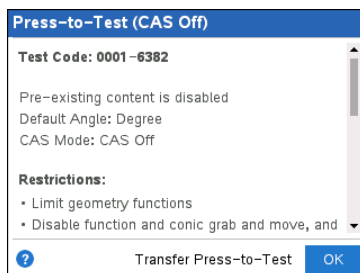 Press-to-Test (CAS Off)
Test Code: 0001-6382
Pre-existing content is disabled
Default Angle: Degree
CAS Mode: CAS Off
Restrictions:
• Limit geometry functions
• Disable function and conic grab and move, and
? Transfer Press-to-Test OK